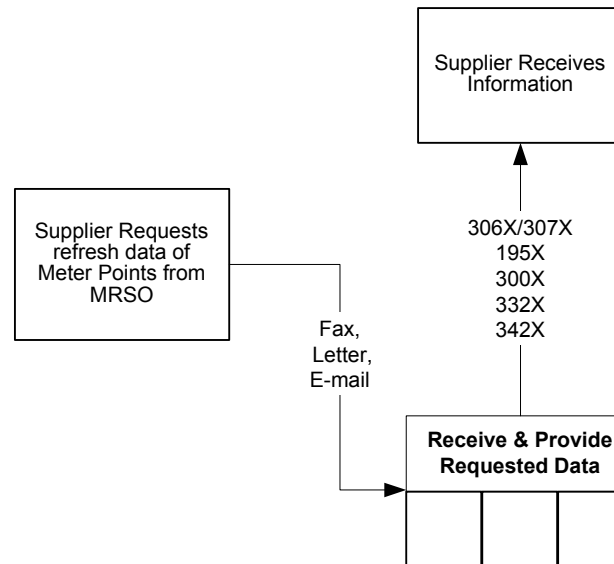 Supplier Receives
Information
Supplier Requests
refresh data of
Meter Points from
MRSO
306X/307X
195X
300X
332X
342X
Fax,
Letter,
E-mail
Receive & Provide
Requested Data